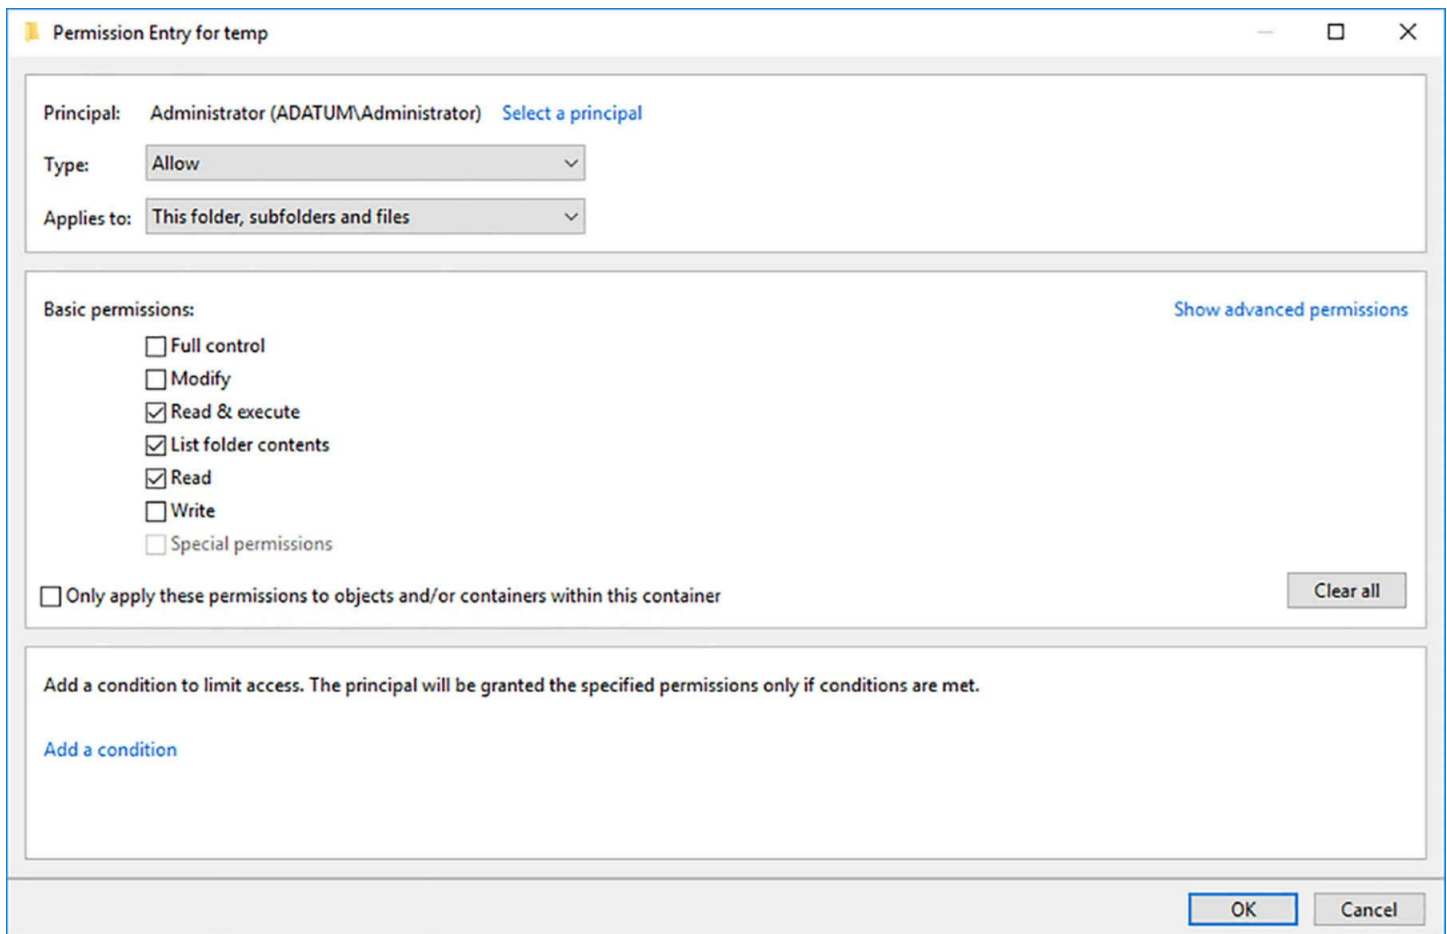 Permission Entry for temp
Principal: Administrator (ADATUM\Administrator) Select a principal
Type: Allow
Applies to: This folder, subfolders and files
Basic permissions: Show advanced permissions
Full control
Modify
Read & execute
List folder contents
Read
Write
Special permissions
Only apply these permissions to objects and/or containers within this container Clear all
Add a condition to limit access. The principal will be granted the specified permissions only if conditions are met.
Add a condition
OK Cancel